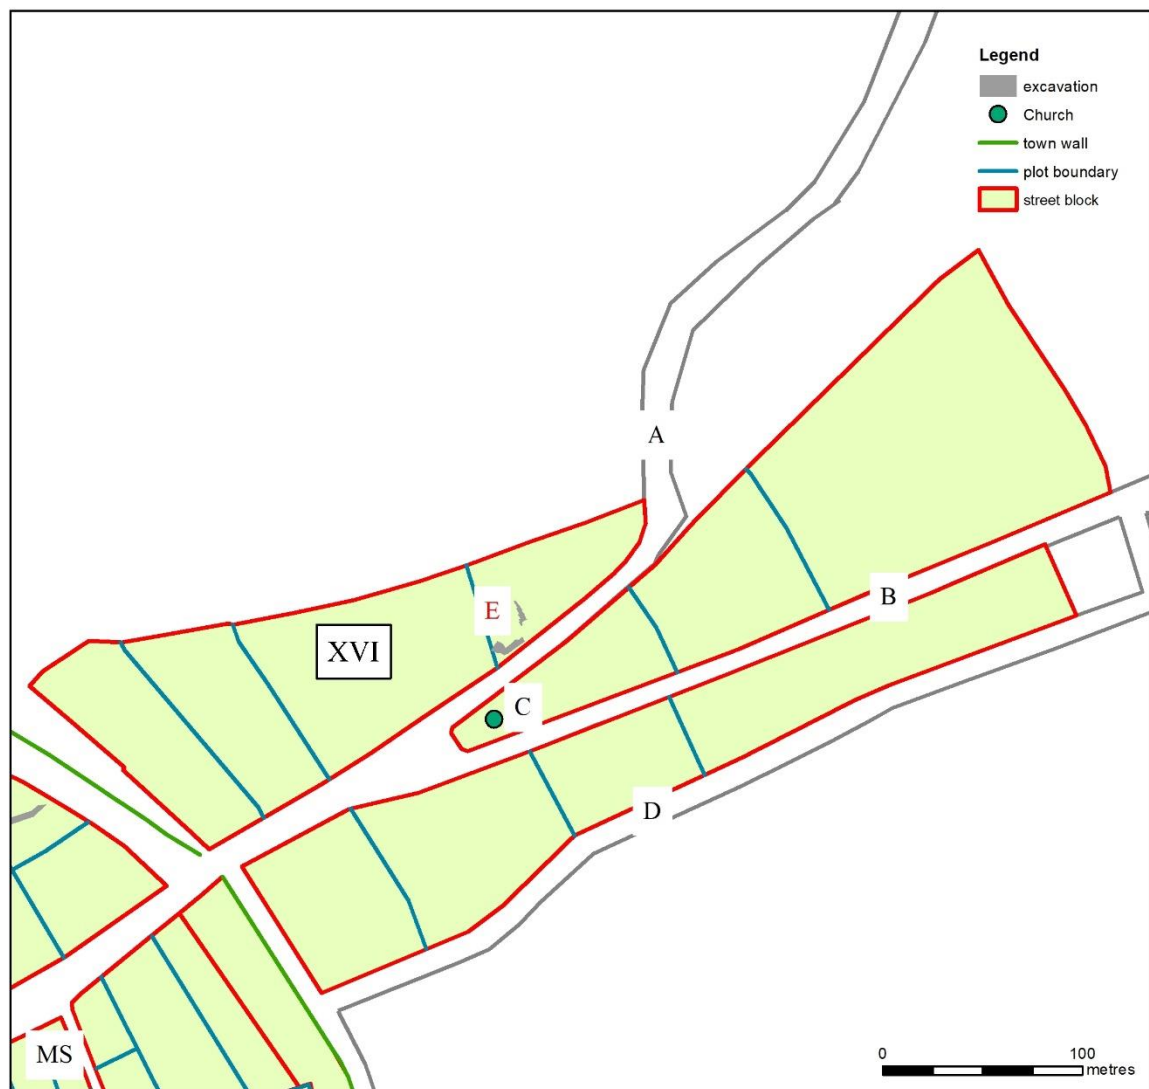 Legend
excavation
Church
town wall
plot boundary
street block
A
B
E
XVI
C
D
MS
0 100
metres